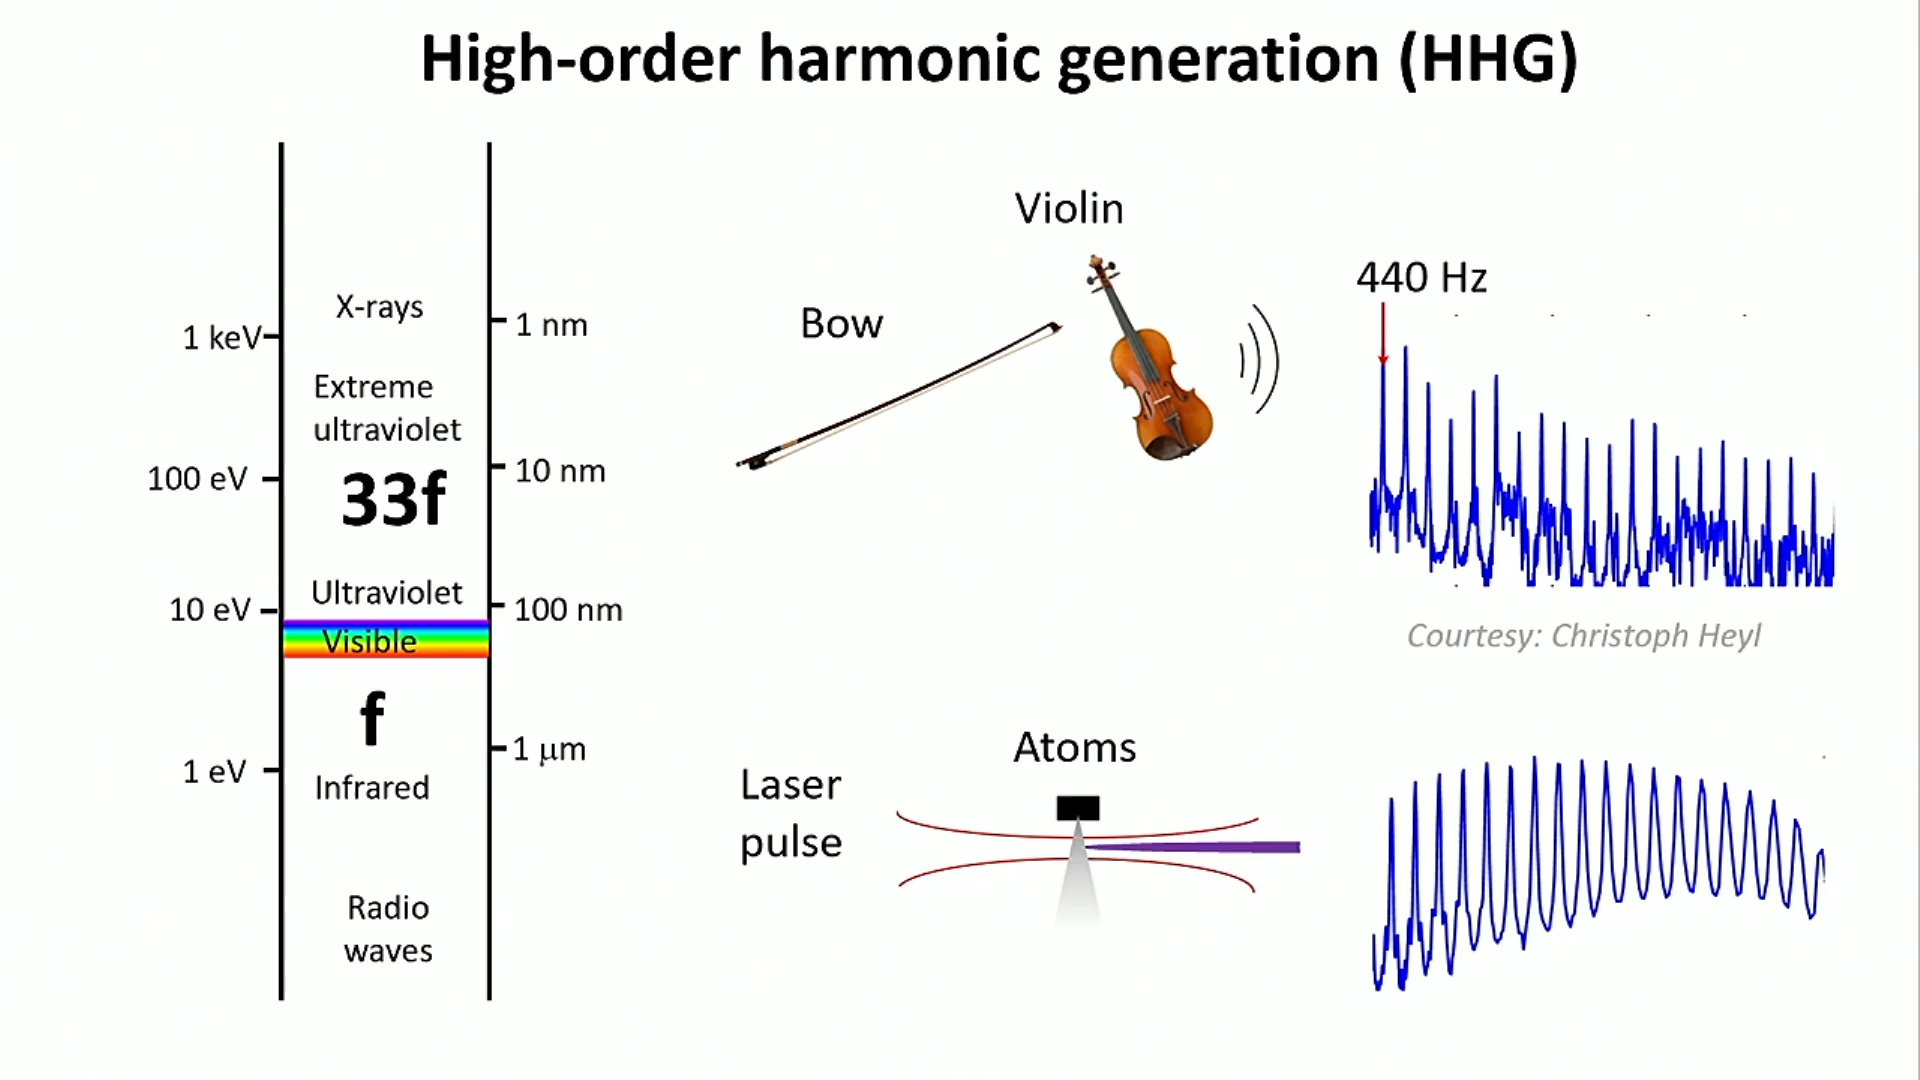 High-order harmonic generation (HHG)
X-rays
1 keV
1 nm
Extreme
ultraviolet
100 eV
10 nm
33f
Ultraviolet
10 eV
100 nm
Visible
f
1 μm
1 eV
Infrared
Radio
waves
Violin
Bow
440 Hz
Courtesy: Christoph Heyl
Atoms
Laser
pulse